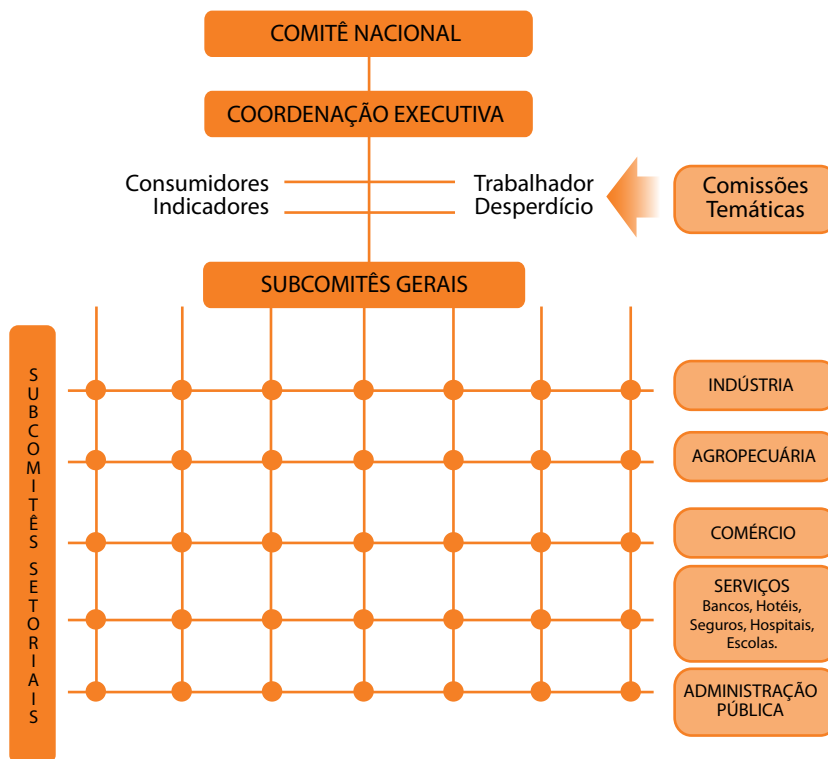 COMITÊ NACIONAL
COORDENAÇÃO EXECUTIVA
Consumidores
Indicadores
Trabalhador
Desperdício
Comissões
Temáticas
SUBCOMITÊS GERAIS
SUBCOMITÊS SETORIAIS
INDÚSTRIA
AGROPECUÁRIA
COMÉRCIO
SERVIÇOS
Bancos, Hotéis,
Seguros, Hospitais,
Escolas.
ADMINISTRAÇÃO
PÚBLICA